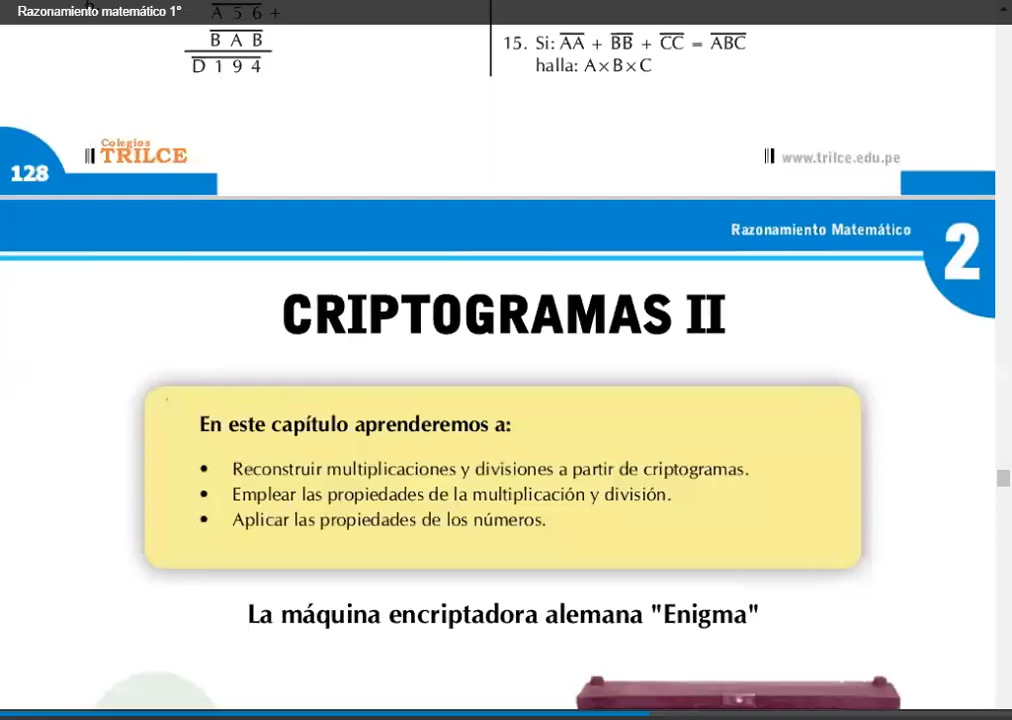 Razonamiento matemático 1°
A 5 6 +
B A B
D 1 9 4
15. Si: AA + BB + CC = ABC
halla: A×B×C
Colegios
TRILCE
www.trilce.edu.pe
128
Razonamiento Matemático
2
CRIPTOGRAMAS II
En este capítulo aprenderemos a:
• Reconstruir multiplicaciones y divisiones a partir de criptogramas.
• Emplear las propiedades de la multiplicación y división.
• Aplicar las propiedades de los números.
La máquina encriptadora alemana "Enigma"